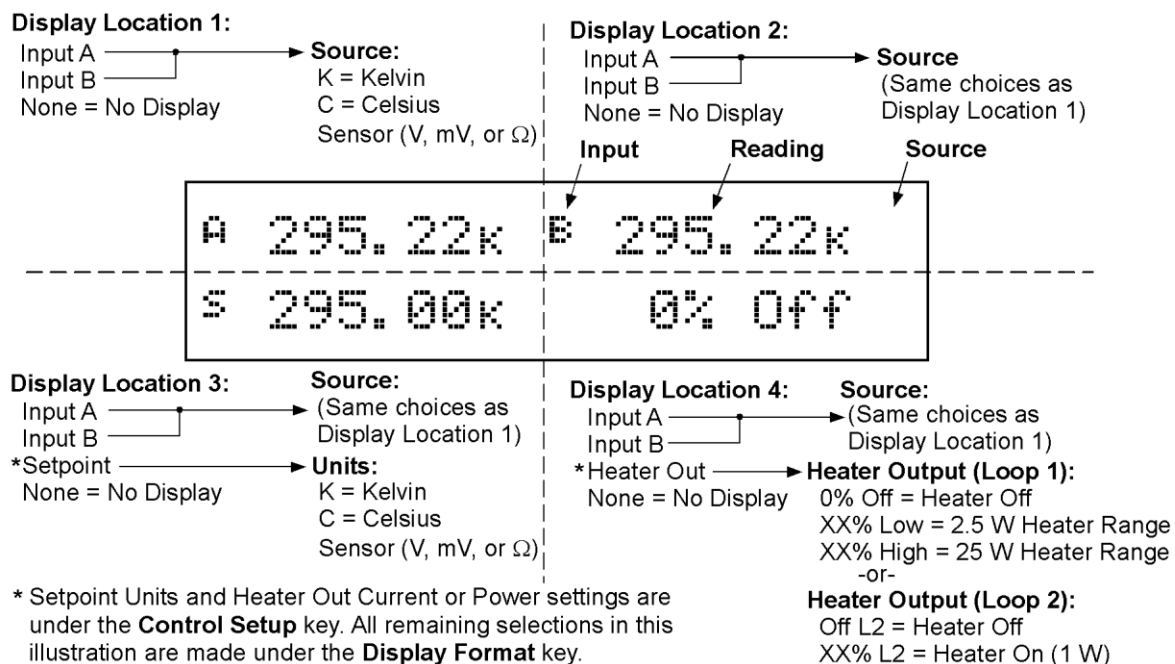 Display Location 1:
Input A
Input B
None = No Display
Source:
K = Kelvin
C = Celsius
Sensor (V, mV, or Ω)
Display Location 2:
Input A
Input B
None = No Display
Source
(Same choices as
Display Location 1)
Input Reading Source
A 295.22K B 295.22K
S 295.00K 0% Off
Display Location 3:
Input A
Input B
*Setpoint
None = No Display
Source:
(Same choices as
Display Location 1)
Units:
K = Kelvin
C = Celsius
Sensor (V, mV, or Ω)
Display Location 4:
Input A
Input B
*Heater Out
None = No Display
Source:
(Same choices as
Display Location 1)
Heater Output (Loop 1):
0% Off = Heater Off
XX% Low = 2.5 W Heater Range
XX% High = 25 W Heater Range
-or-
Heater Output (Loop 2):
Off L2 = Heater Off
XX% L2 = Heater On (1 W)
* Setpoint Units and Heater Out Current or Power settings are
under the Control Setup key. All remaining selections in this
illustration are made under the Display Format key.